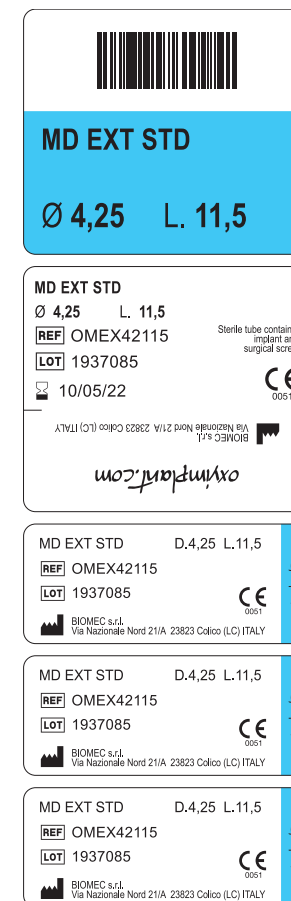 MD EXT STD
Ø 4,25 L. 11,5
MD EXT STD
Ø 4,25 L. 11,5
REF OMEX42115
LOT 1937085
10/05/22
Sterile tube
implant
surgical
CE
0051
BIOMEC s.r.l.
Via Nazionale Nord 21/A 23823 Colico (LC) ITALY
oxyimplant.com
MD EXT STD D.4,25 L.11,5
REF OMEX42115
LOT 1937085
CE
0051
BIOMEC s.r.l.
Via Nazionale Nord 21/A 23823 Colico (LC) ITALY
MD EXT STD D.4,25 L.11,5
REF OMEX42115
LOT 1937085
CE
0051
BIOMEC s.r.l.
Via Nazionale Nord 21/A 23823 Colico (LC) ITALY
MD EXT STD D.4,25 L.11,5
REF OMEX42115
LOT 1937085
CE
0051
BIOMEC s.r.l.
Via Nazionale Nord 21/A 23823 Colico (LC) ITALY